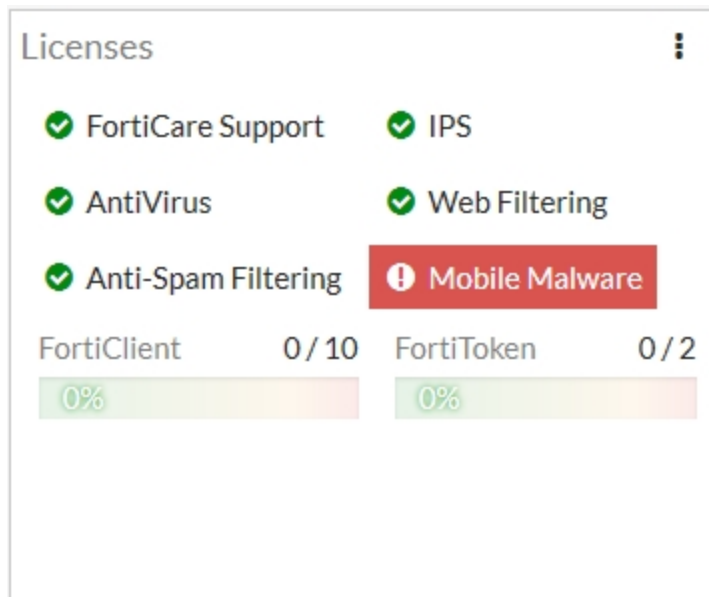 Licenses
FortiCare Support IPS
AntiVirus Web Filtering
Anti-Spam Filtering Mobile Malware
FortiClient 0 / 10 FortiToken 0 / 2
0% 0%